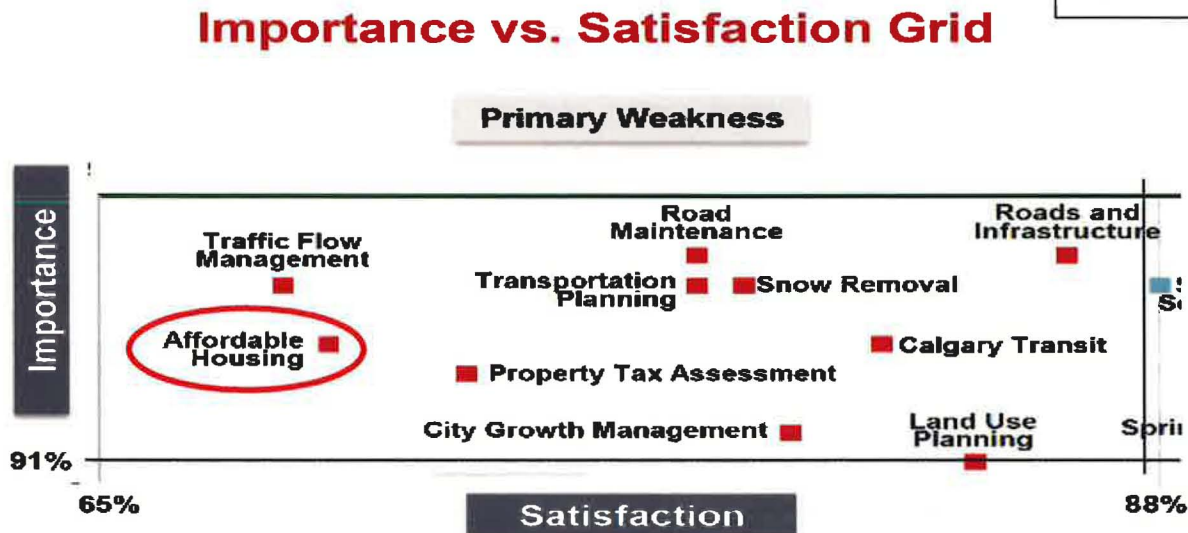 Importance vs. Satisfaction Grid
Primary Weakness
Importance
Road
Maintenance
Roads and
Infrastructure
Traffic Flow
Management
Transportation
Planning
Snow Removal
Affordable
Housing
Calgary Transit
Property Tax Assessment
City Growth Management
Land Use
Planning
91%
65%
Satisfaction
88%